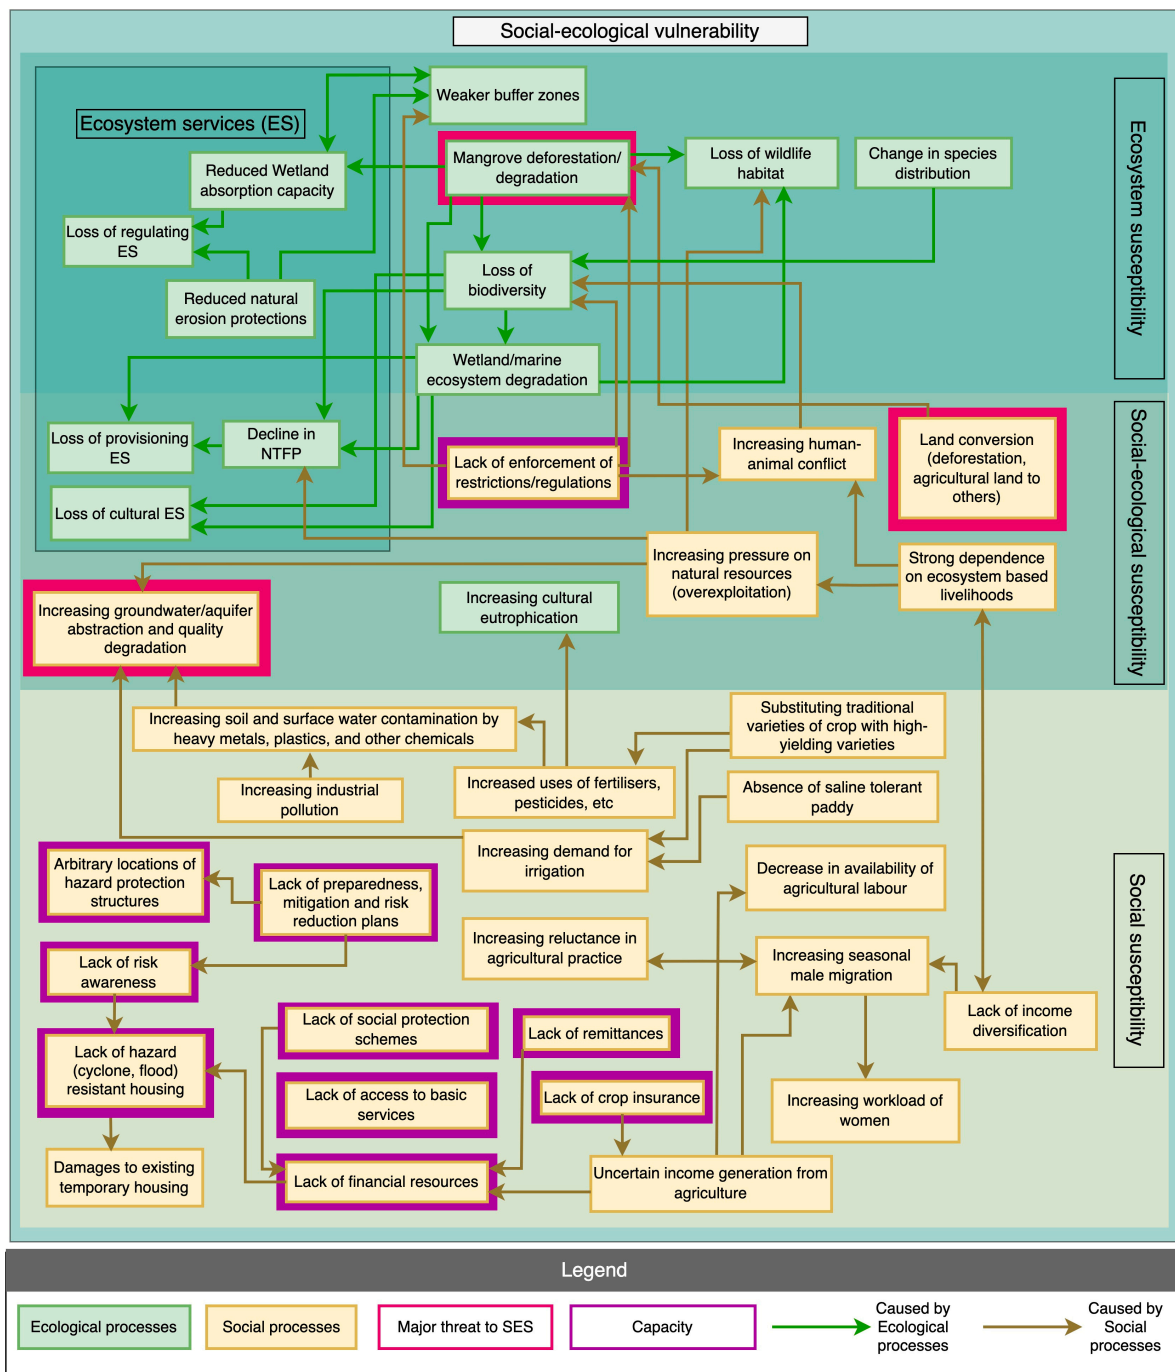 Social-ecological vulnerability
Ecosystem susceptibility
Ecosystem services (ES)
Weaker buffer zones
Reduced Wetland
absorption capacity
Mangrove deforestation/
degradation
Loss of wildlife
habitat
Change in species
distribution
Loss of regulating
ES
Reduced natural
erosion protections
Loss of
biodiversity
Wetland/marine
ecosystem degradation
Social-ecological susceptibility
Loss of provisioning
ES
Decline in
NTFP
Lack of enforcement of
restrictions/regulations
Increasing human-
animal conflict
Land conversion
(deforestation,
agricultural land to
others)
Loss of cultural ES
Increasing pressure on
natural resources
(overexploitation)
Strong dependence
on ecosystem based
livelihoods
Increasing groundwater/aquifer
abstraction and quality
degradation
Increasing cultural
eutrophication
Social susceptibility
Increasing soil and surface water contamination by
heavy metals, plastics, and other chemicals
Substituting traditional
varieties of crop with high-
yielding varieties
Increasing industrial
pollution
Increased uses of fertilisers,
pesticides, etc
Absence of saline tolerant
paddy
Increasing demand for
irrigation
Arbitrary locations of
hazard protection
structures
Lack of preparedness,
mitigation and risk
reduction plans
Decrease in availability of
agricultural labour
Increasing reluctance in
agricultural practice
Increasing seasonal
male migration
Lack of risk
awareness
Lack of income
diversification
Lack of social protection
schemes
Lack of remittances
Lack of hazard
(cyclone, flood)
resistant housing
Lack of access to basic
services
Lack of crop insurance
Increasing workload of
women
Damages to existing
temporary housing
Lack of financial resources
Uncertain income generation from
agriculture
Legend
Ecological processes
Social processes
Major threat to SES
Capacity
Caused by
Ecological
processes
Caused by
Social
processes